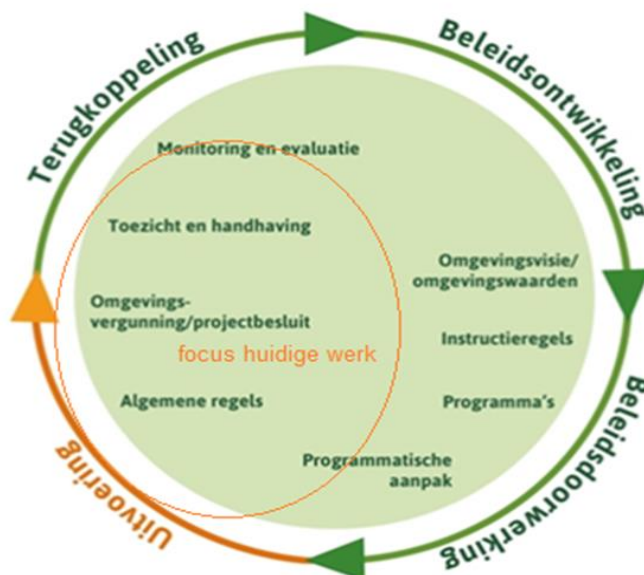 Terugkoppeling
Beleidsontwikkeling
Monitoring en evaluatie
Toezicht en handhaving
Omgevingsvisie/
omgevingswaarden
Omgevings-
vergunning/projectbesluit
Instructieregels
focus huidige werk
Algemene regels
Programma's
Programmatische
aanpak
Uitvoering
Beleidsdoorwerking